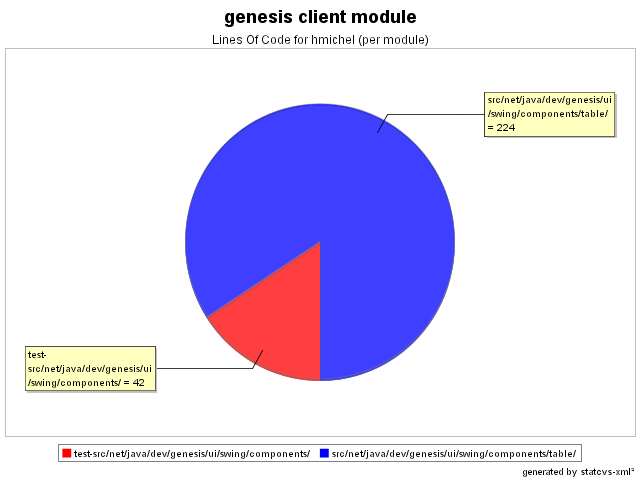 genesis client module
Lines Of Code for hmichel (per module)
src/net/java/dev/genesis/ui
/swing/components/table/
= 224
test-
src/net/java/dev/genesis/ui
/swing/components/ = 42
test-src/net/java/dev/genesis/ui/swing/components/ src/net/java/dev/genesis/ui/swing/components/table/
generated by statcvs-xml²